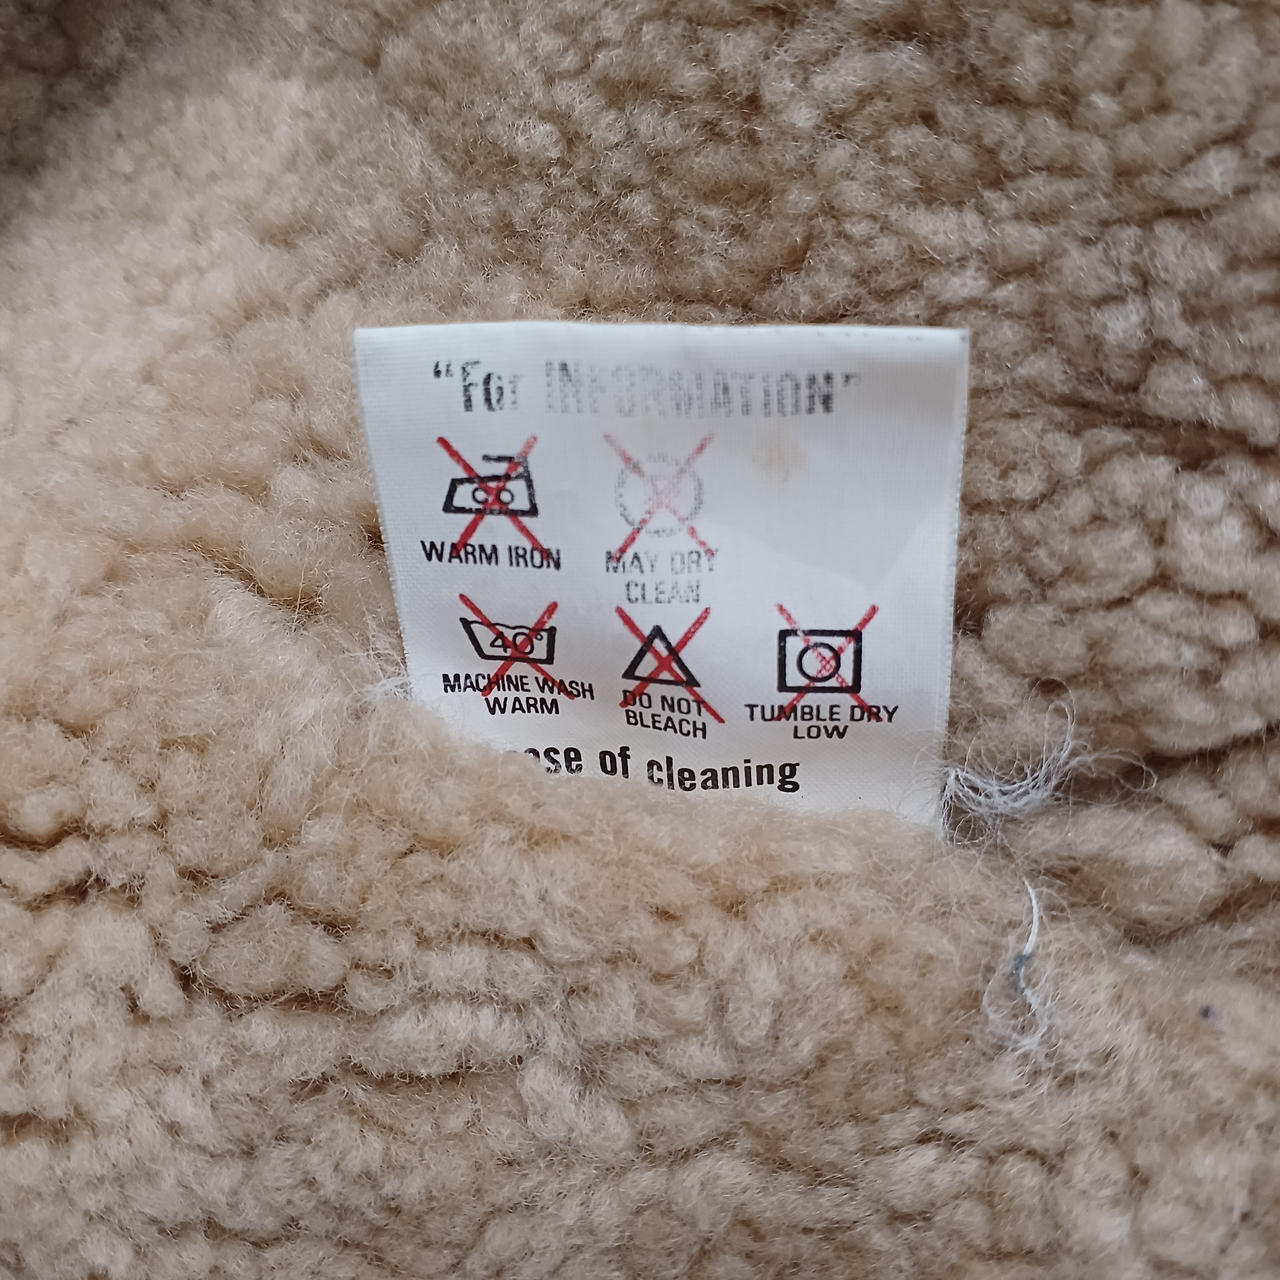 “For INFORMATION”
WARM IRON
MAY DRY
CLEAN
40°
MACHINE WASH
WARM
DO NOT
BLEACH
TUMBLE DRY
LOW
of cleaning